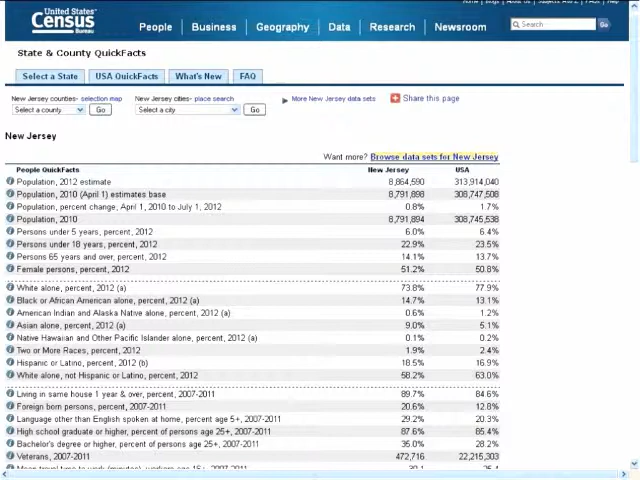 United States™
Census
Bureau
People Business Geography Data Research Newsroom Search Go
State & County QuickFacts
Select a State USA QuickFacts What's New FAQ
New Jersey counties- selection map New Jersey cities- place search More New Jersey data sets Share this page
Select a county Go Select a city Go
New Jersey
Want more? Browse data sets for New Jersey
People QuickFacts New Jersey USA
Population, 2012 estimate 8,864,590 313,914,040
Population, 2010 (April 1) estimates base 8,791,898 308,747,508
Population, percent change, April 1, 2010 to July 1, 2012 0.8% 1.7%
Population, 2010 8,791,894 308,745,538
Persons under 5 years, percent, 2012 6.0% 6.4%
Persons under 18 years, percent, 2012 22.9% 23.5%
Persons 65 years and over, percent, 2012 14.1% 13.7%
Female persons, percent, 2012 51.2% 50.8%
White alone, percent, 2012 (a) 73.8% 77.9%
Black or African American alone, percent, 2012 (a) 14.7% 13.1%
American Indian and Alaska Native alone, percent, 2012 (a) 0.6% 1.2%
Asian alone, percent, 2012 (a) 9.0% 5.1%
Native Hawaiian and Other Pacific Islander alone, percent, 2012 (a) 0.1% 0.2%
Two or More Races, percent, 2012 1.9% 2.4%
Hispanic or Latino, percent, 2012 (b) 18.5% 16.9%
White alone, not Hispanic or Latino, percent, 2012 58.2% 63.0%
Living in same house 1 year & over, percent, 2007-2011 89.7% 84.6%
Foreign born persons, percent, 2007-2011 20.6% 12.8%
Language other than English spoken at home, percent age 5+, 2007-2011 29.2% 20.3%
High school graduate or higher, percent of persons age 25+, 2007-2011 87.6% 85.4%
Bachelor's degree or higher, percent of persons age 25+, 2007-2011 35.0% 28.2%
Veterans, 2007-2011 472,716 22,215,303